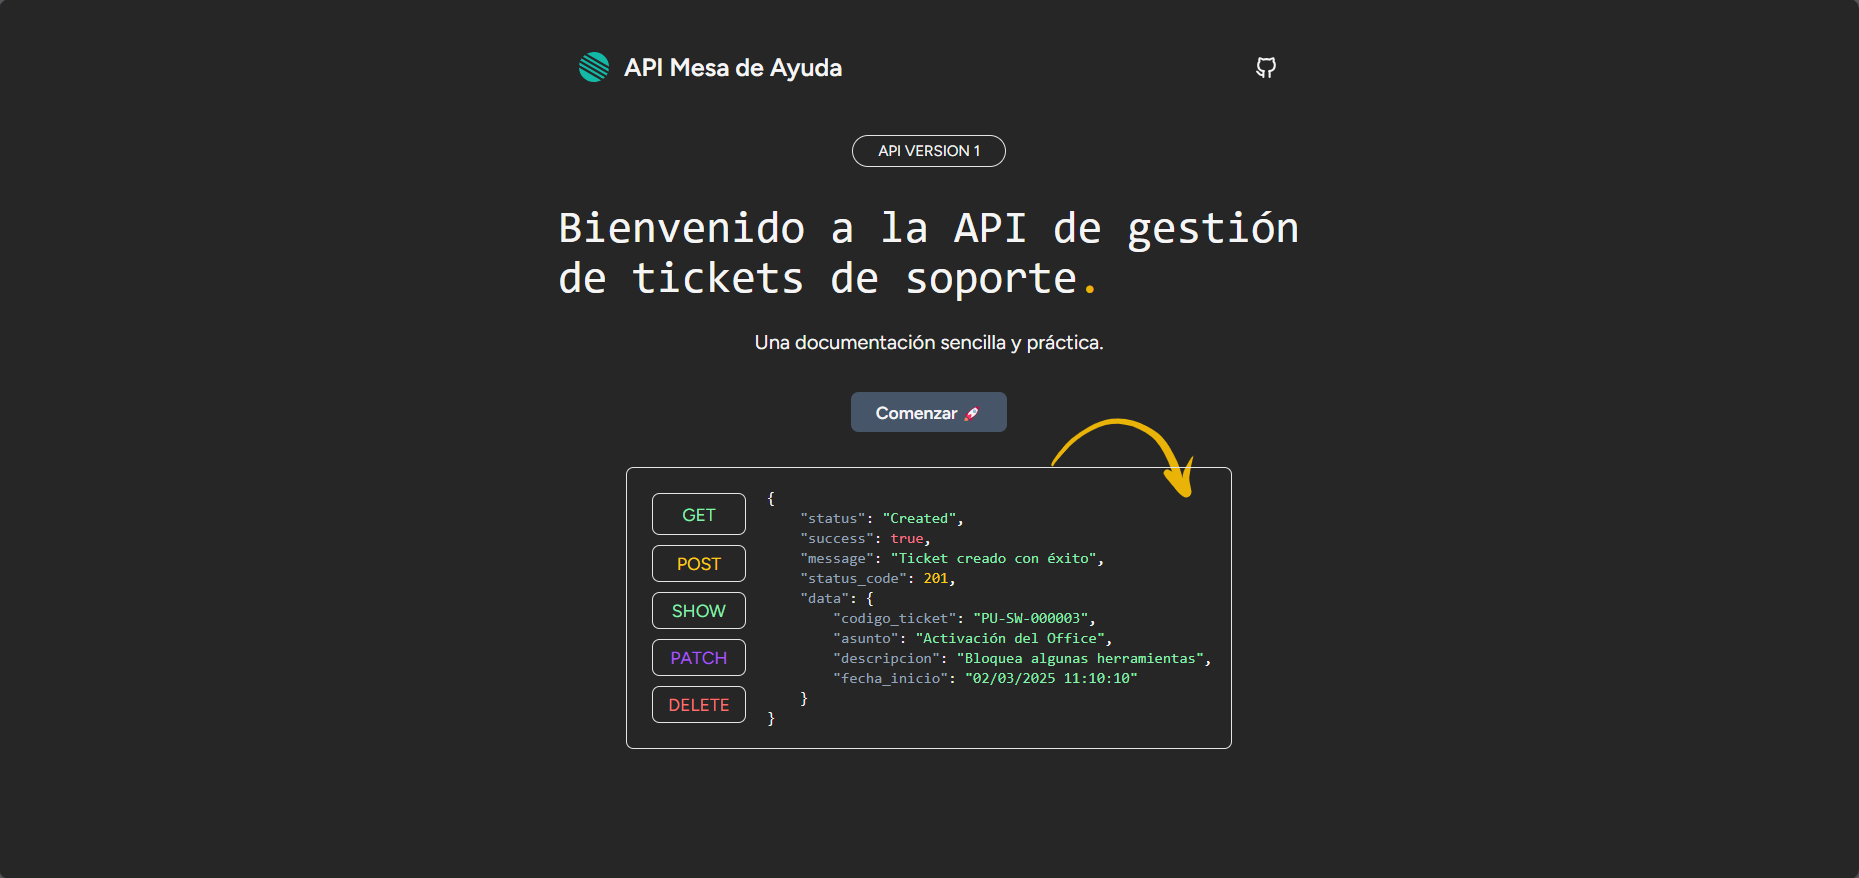 API Mesa de Ayuda
API VERSION 1
Bienvenido a la API de gestión
de tickets de soporte.
Una documentación sencilla y práctica.
Comenzar 🚀
GET
POST
SHOW
PATCH
DELETE
{
    "status": "Created",
    "success": true,
    "message": "Ticket creado con éxito",
    "status_code": 201,
    "data": {
        "codigo_ticket": "PU-SW-000003",
        "asunto": "Activación del Office",
        "descripcion": "Bloquea algunas herramientas",
        "fecha_inicio": "02/03/2025 11:10:10"
    }
}